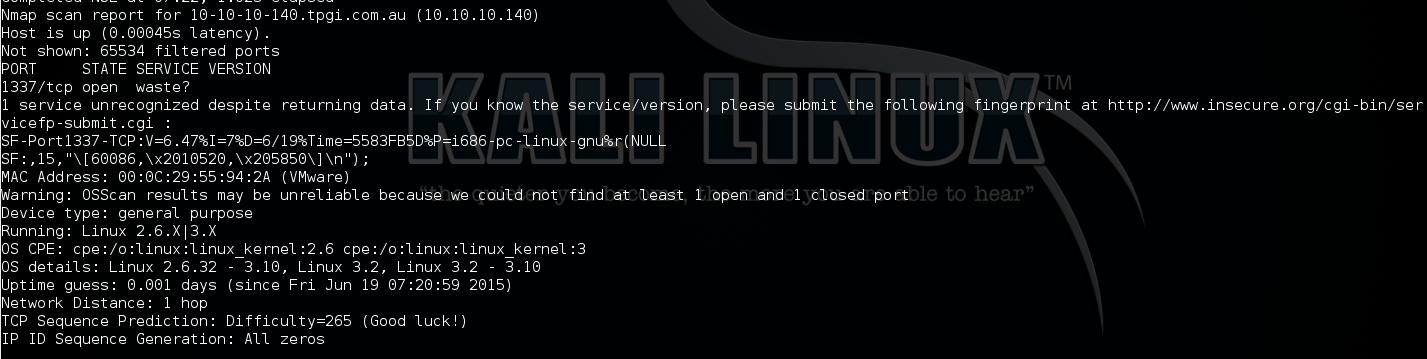 Nmap scan report for 10-10-10-140.tpgi.com.au (10.10.10.140)
Host is up (0.00045s latency).
Not shown: 65534 filtered ports
PORT     STATE SERVICE VERSION
1337/tcp open  waste?
1 service unrecognized despite returning data. If you know the service/version, please submit the following fingerprint at http://www.insecure.org/cgi-bin/ser
vicefp-submit.cgi :
SF-Port1337-TCP:V=6.47%I=7%D=6/19%Time=5583FB5D%P=i686-pc-linux-gnu%r(NULL
SF:,15,"\[60086,\x2010520,\x205850\]\n");
MAC Address: 00:0C:29:55:94:2A (VMware)
Warning: OSScan results may be unreliable because we could not find at least 1 open and 1 closed port
Device type: general purpose
Running: Linux 2.6.X|3.X
OS CPE: cpe:/o:linux:linux_kernel:2.6 cpe:/o:linux:linux_kernel:3
OS details: Linux 2.6.32 - 3.10, Linux 3.2, Linux 3.2 - 3.10
Uptime guess: 0.001 days (since Fri Jun 19 07:20:59 2015)
Network Distance: 1 hop
TCP Sequence Prediction: Difficulty=265 (Good luck!)
IP ID Sequence Generation: All zeros
KALI LINUX™
"the quieter you become, the more you are able to hear"